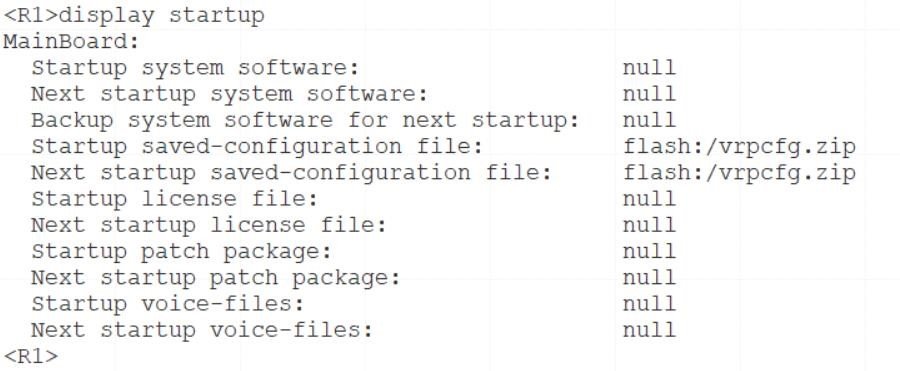 <R1>display startup
MainBoard:
Startup system software: null
Next startup system software: null
Backup system software for next startup: null
Startup saved-configuration file: flash:/vrpcfg.zip
Next startup saved-configuration file: flash:/vrpcfg.zip
Startup license file: null
Next startup license file: null
Startup patch package: null
Next startup patch package: null
Startup voice-files: null
Next startup voice-files: null
<R1>